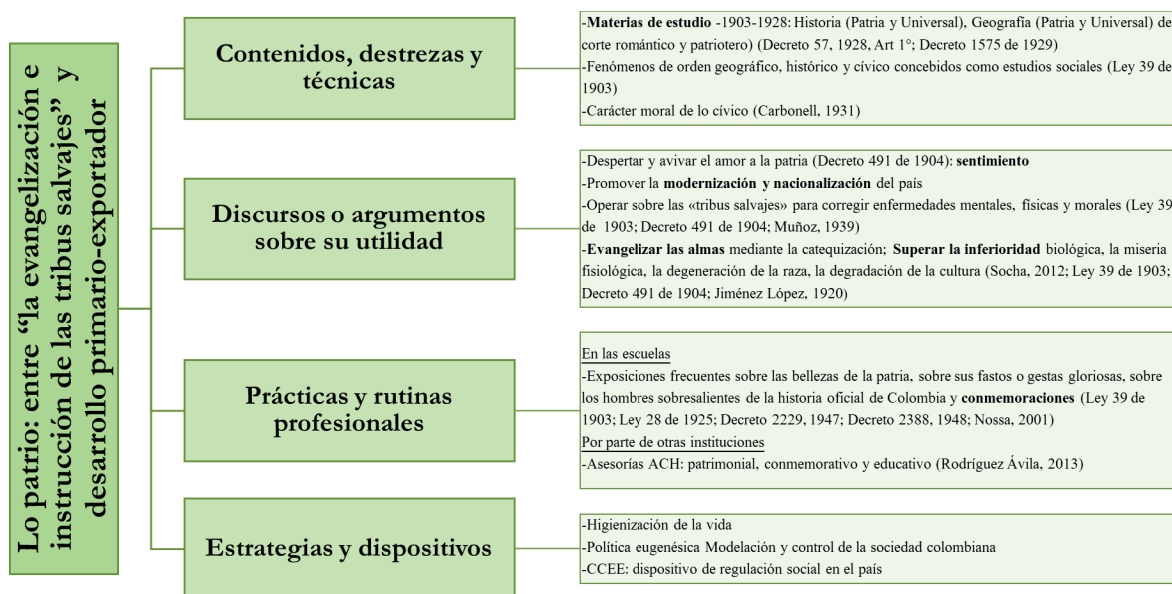 Lo patrio: entre “la evangelización e
instrucción de las tribus salvajes” y
desarrollo primario-exportador
Contenidos, destrezas y
técnicas
-Materias de estudio -1903-1928: Historia (Patria y Universal), Geografía (Patria y Universal) de
corte romántico y patriotero) (Decreto 57, 1928, Art 1°; Decreto 1575 de 1929)
-Fenómenos de orden geográfico, histórico y cívico concebidos como estudios sociales (Ley 39 de
1903)
-Carácter moral de lo cívico (Carbonell, 1931)
Discursos o argumentos
sobre su utilidad
-Despertar y avivar el amor a la patria (Decreto 491 de 1904): sentimiento
-Promover la modernización y nacionalización del país
-Operar sobre las «tribus salvajes» para corregir enfermedades mentales, físicas y morales (Ley 39
de 1903; Decreto 491 de 1904; Muñoz, 1939)
-Evangelizar las almas mediante la catequización; Superar la inferioridad biológica, la miseria
fisiológica, la degeneración de la raza, la degradación de la cultura (Socha, 2012; Ley 39 de 1903;
Decreto 491 de 1904; Jiménez López, 1920)
Prácticas y rutinas
profesionales
En las escuelas
-Exposiciones frecuentes sobre las bellezas de la patria, sobre sus fastos o gestas gloriosas, sobre
los hombres sobresalientes de la historia oficial de Colombia y conmemoraciones (Ley 39 de
1903; Ley 28 de 1925; Decreto 2229, 1947; Decreto 2388, 1948; Nossa, 2001)
Por parte de otras instituciones
-Asesorías ACH: patrimonial, conmemorativo y educativo (Rodríguez Ávila, 2013)
Estrategias y dispositivos
-Higienización de la vida
-Política eugenésica Modelación y control de la sociedad colombiana
-CCEE: dispositivo de regulación social en el país